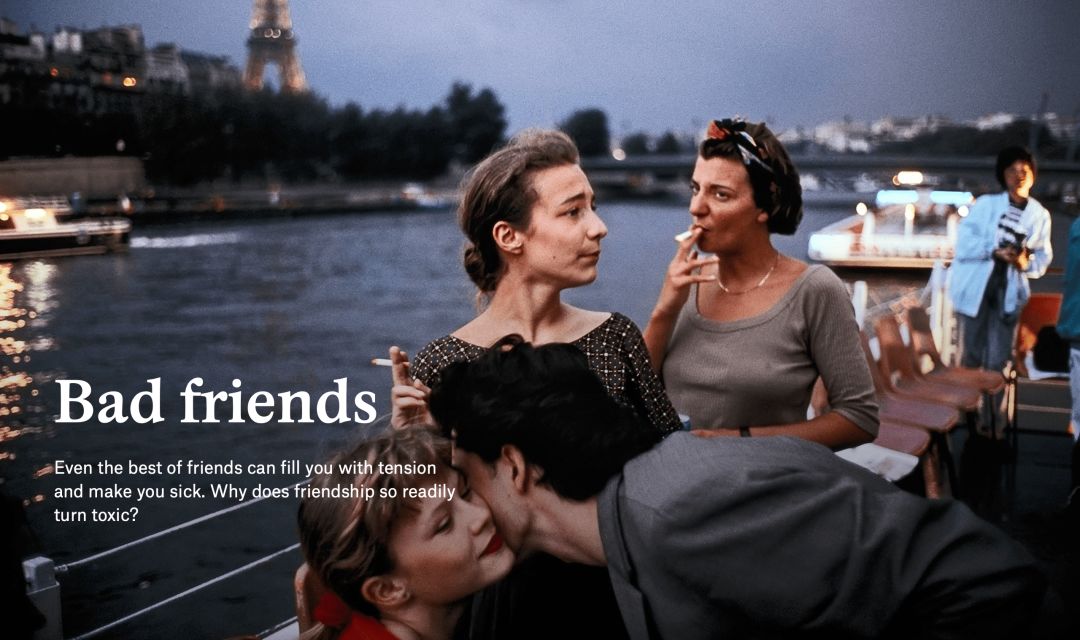 Bad friends
Even the best of friends can fill you with tension
and make you sick. Why does friendship so readily
turn toxic?